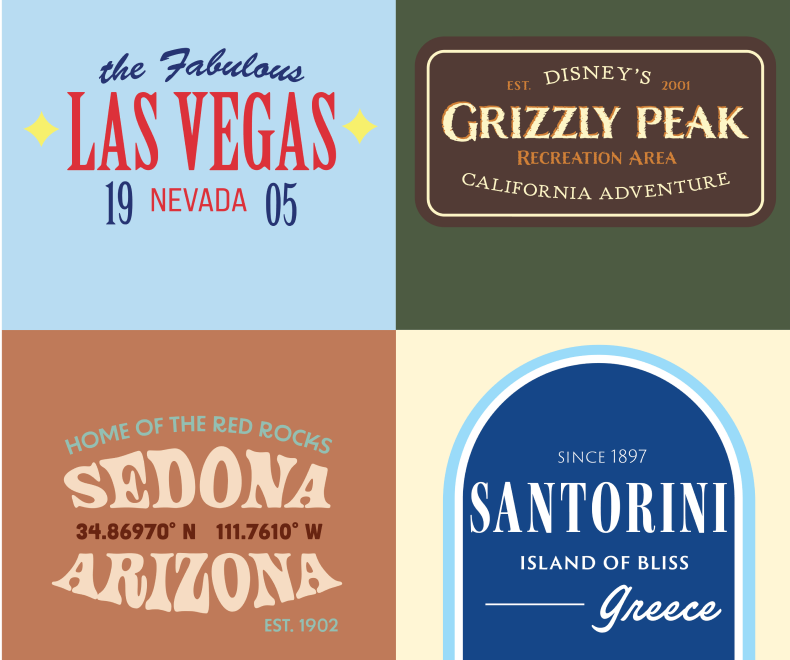 the Fabulous
LAS VEGAS
19 NEVADA 05
DISNEY'S
EST. 2001
GRIZZLY PEAK
RECREATION AREA
CALIFORNIA ADVENTURE
HOME OF THE RED ROCKS
SEDONA
34.86970° N 111.7610° W
ARIZONA
EST. 1902
SINCE 1897
SANTORINI
ISLAND OF BLISS
Greece